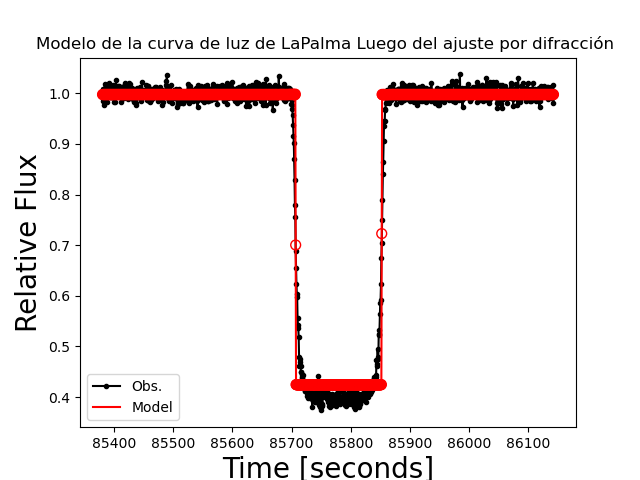 Modelo de la curva de luz de LaPalma Luego del ajuste por difracción
1.0
0.9
0.8
0.7
0.6
0.5
0.4
Relative Flux
Obs.
Model
85400 85500 85600 85700 85800 85900 86000 86100
Time [seconds]